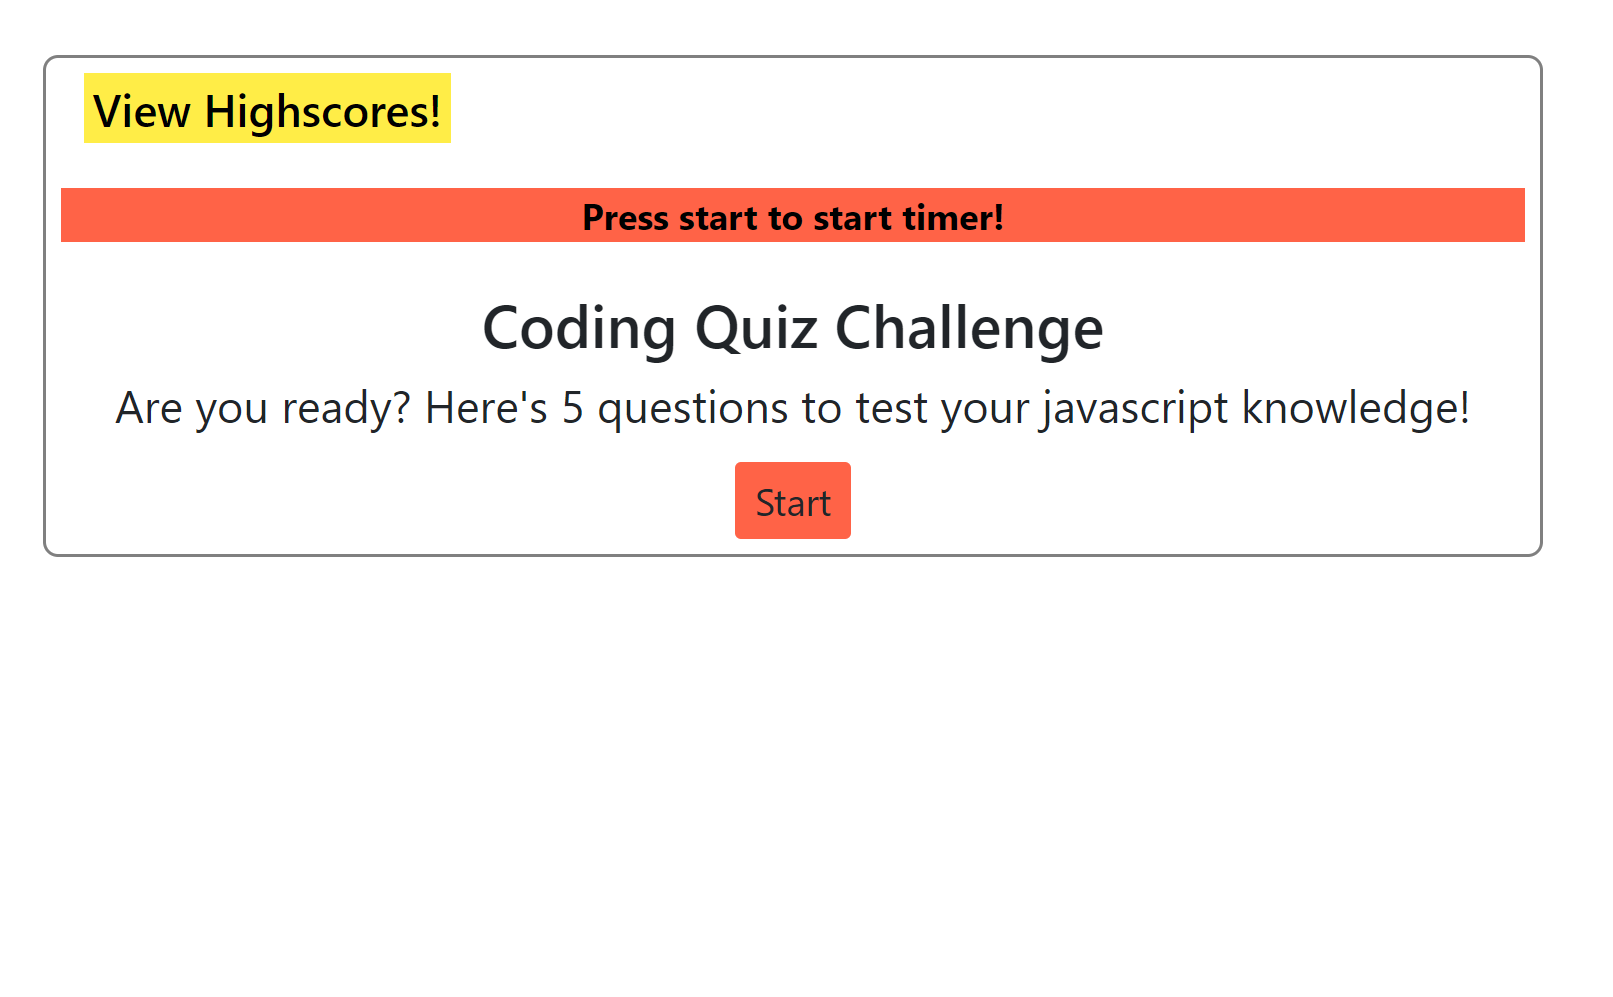 View Highscores!
Press start to start timer!
Coding Quiz Challenge
Are you ready? Here's 5 questions to test your javascript knowledge!
Start